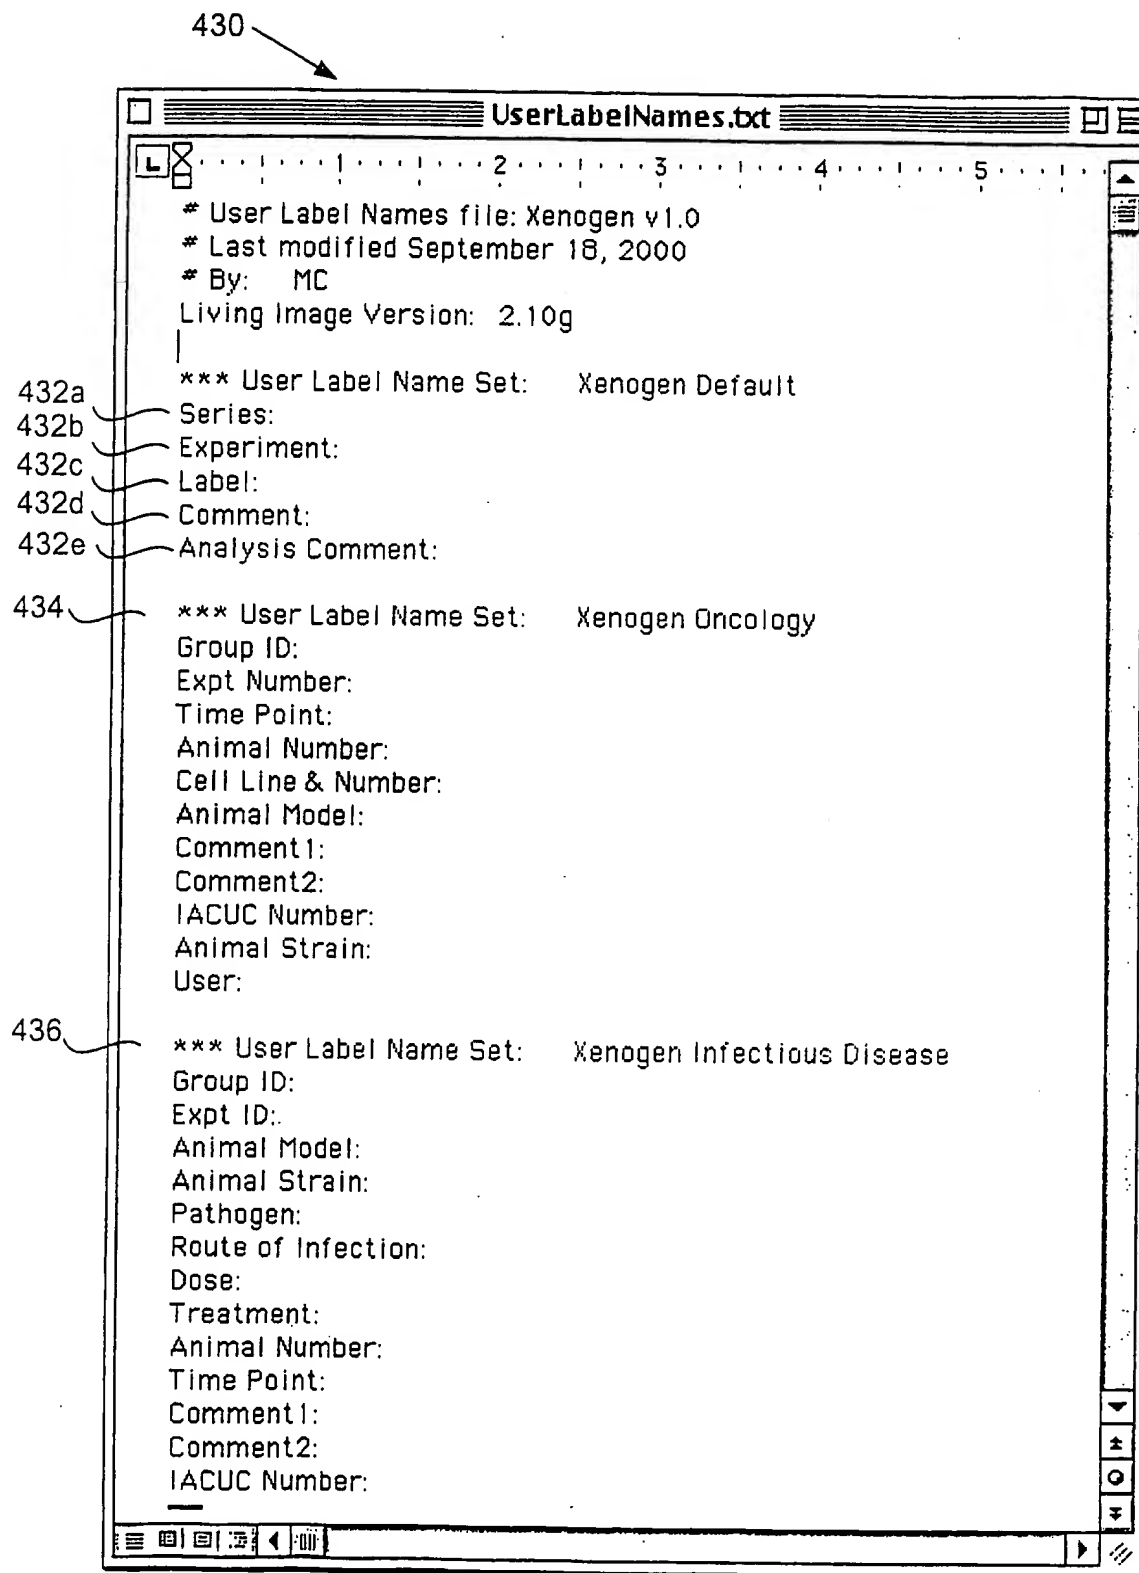 430
UserLabelNames.txt
L 1 2 3 4 5
# User Label Names file: Xenogen v1.0
# Last modified September 18, 2000
# By: MC
Living Image Version: 2.10g
*** User Label Name Set: Xenogen Default
432a Series:
432b Experiment:
432c Label:
432d Comment:
432e Analysis Comment:
434 *** User Label Name Set: Xenogen Oncology
Group ID:
Expt Number:
Time Point:
Animal Number:
Cell Line & Number:
Animal Model:
Comment1:
Comment2:
IACUC Number:
Animal Strain:
User:
436 *** User Label Name Set: Xenogen Infectious Disease
Group ID:
Expt ID:
Animal Model:
Animal Strain:
Pathogen:
Route of Infection:
Dose:
Treatment:
Animal Number:
Time Point:
Comment1:
Comment2:
IACUC Number: